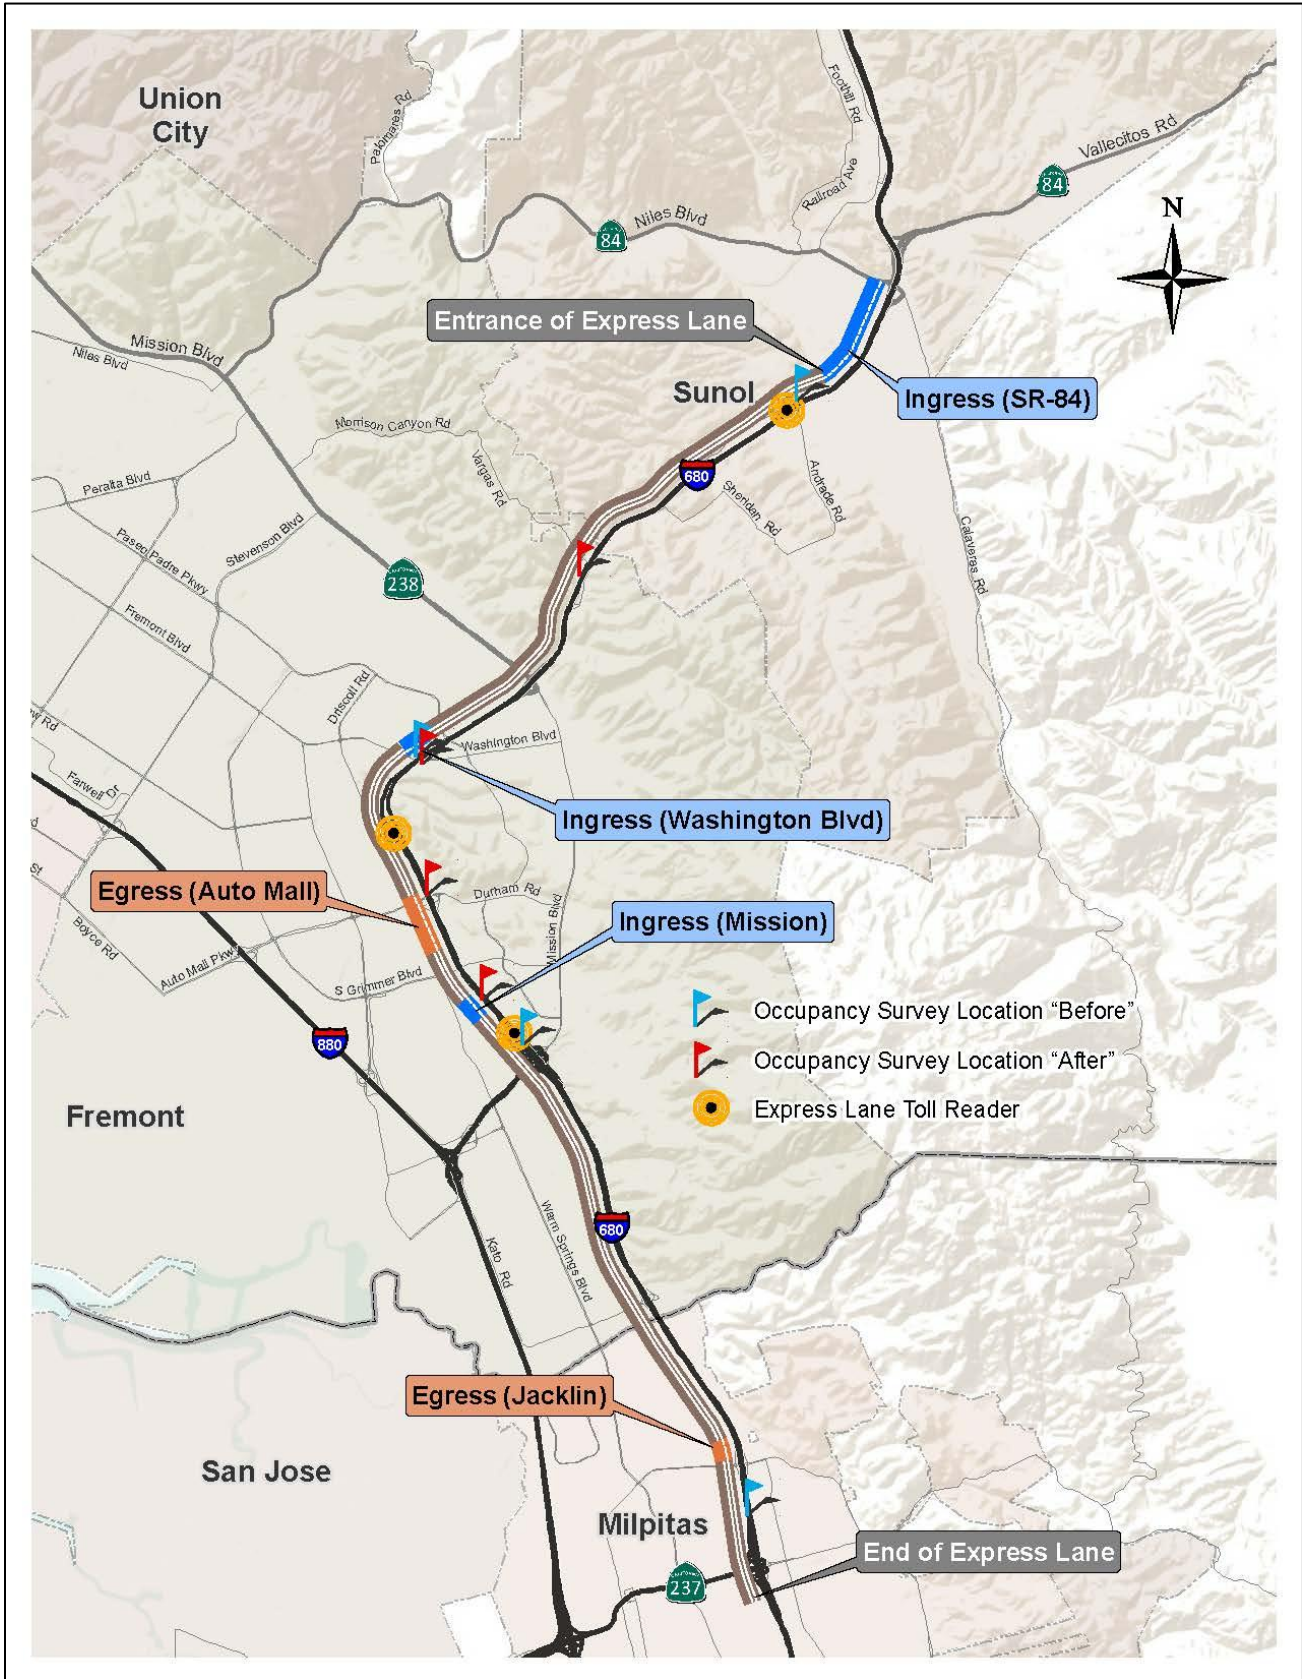 Union
City
Palomares Rd
Foothill Rd
Railroad Ave
Vallecitos Rd
84
Niles Blvd
84
N
Entrance of Express Lane
Mission Blvd
Niles Blvd
Sunol
Ingress (SR-84)
Morrison Canyon Rd
Vargas Rd
680
Peralta Blvd
Sheridan Rd
Andrade Rd
Stevenson Blvd
Paseo Padre Pkwy
Calaveras Rd
238
Fremont Blvd
Driscoll Rd
Washington Blvd
Farwell Dr
Ingress (Washington Blvd)
St
Egress (Auto Mall)
Durham Rd
Ingress (Mission)
Mission Blvd
Boyce Rd
Auto Mall Pkwy
S Grimmer Blvd
Occupancy Survey Location “Before”
880
Occupancy Survey Location “After”
Fremont
Express Lane Toll Reader
Warm Springs Blvd
680
Kato Rd
Egress (Jacklin)
San Jose
Milpitas
End of Express Lane
237